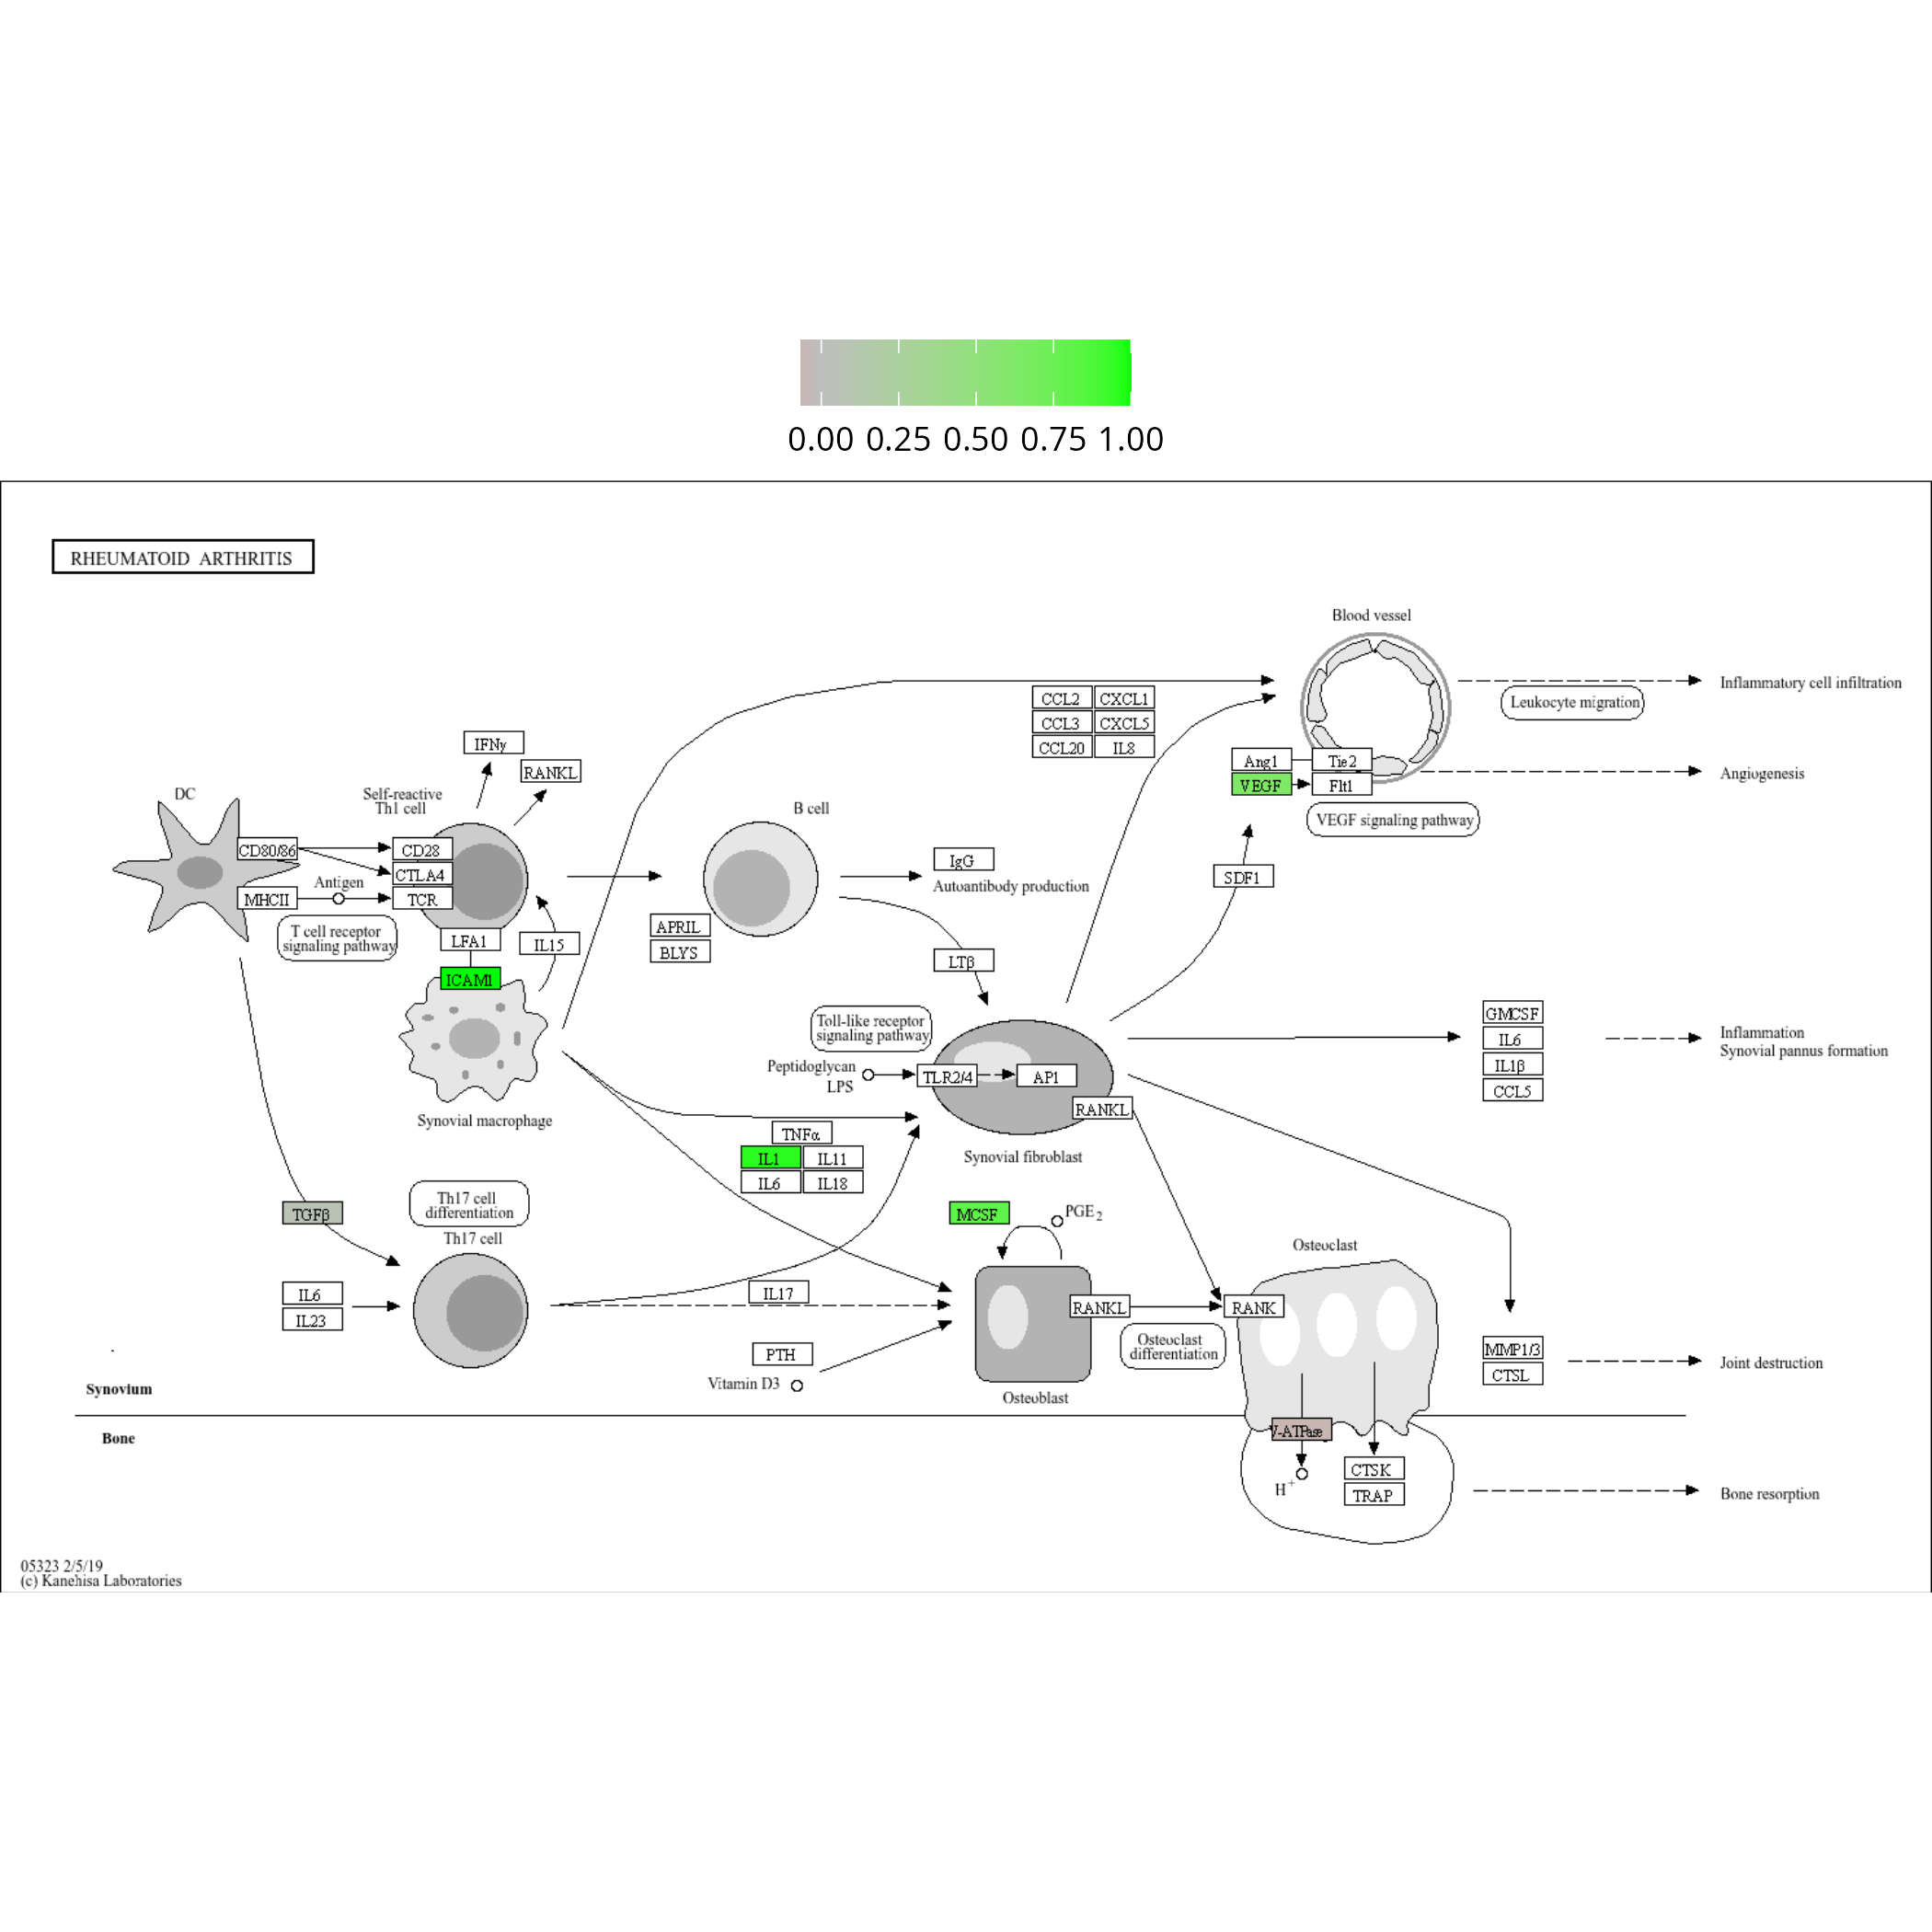 0.00 0.25 0.50 0.75 1.00
RHEUMATOID ARTHRITIS
Blood vessel
Inflammatory cell infiltration
Leukocyte migration
CCL2 CXCL1
CCL3 CXCL5
CCL20 IL8
Ang1 Tie2
VEGF Flt1
Angiogenesis
VEGF signaling pathway
IFNγ
RANKL
DC
Self-reactive
Th1 cell
B cell
CD80/86
CD28
CTLA4
Antigen
MHCII
TCR
T cell receptor
signaling pathway
LFA1
IL15
ICAM1
IgG
Autoantibody production
SDF1
APRIL
BLYS
LTβ
Toll-like receptor
signaling pathway
Peptidoglycan
LPS
TLR2/4
AP1
RANKL
GMCSF
IL6
IL1β
CCL5
Inflammation
Synovial pannus formation
Synovial macrophage
TNFα
IL1 IL11
IL6 IL18
Synovial fibroblast
TGFβ
Th17 cell
differentiation
Th17 cell
MCSF
PGE2
Osteoclast
IL6
IL23
IL17
RANKL
RANK
PTH
Vitamin D3
Osteoclast
differentiation
Osteoblast
MMP1/3
CTSL
Joint destruction
Synovium
Bone
V-ATPase
H+
CTSK
TRAP
Bone resorption
05323 2/5/19
(c) Kanehisa Laboratories